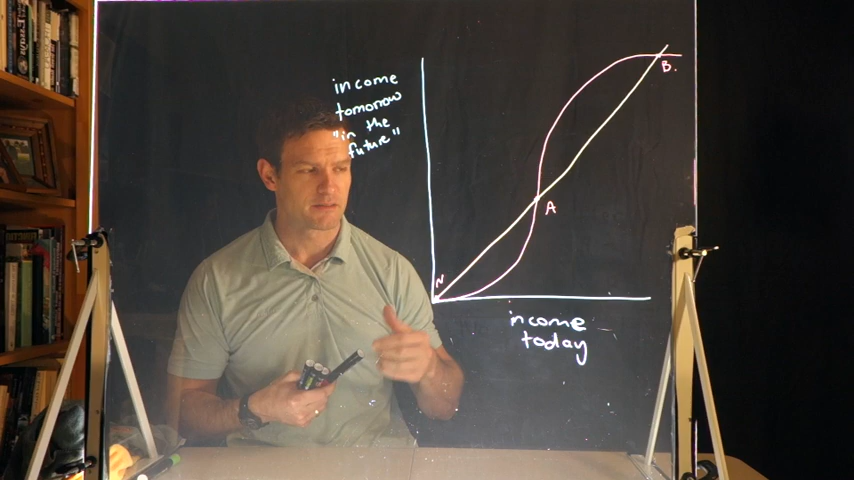 income
tomorrow
"in the
future"
B.
A
N
income
today